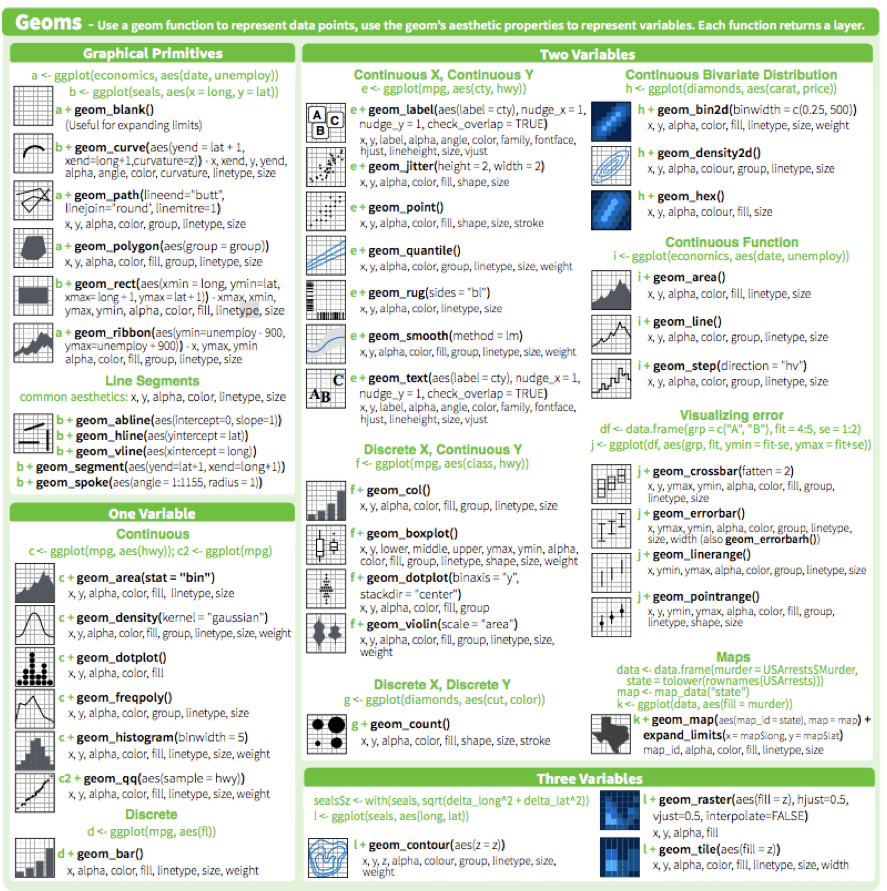 Geoms - Use a geom function to represent data points, use the geom's aesthetic properties to represent variables. Each function returns a layer.
Graphical Primitives
a <- ggplot(economics, aes(date, unemploy))
b <- ggplot(seals, aes(x = long, y = lat))
a + geom_blank()
(Useful for expanding limits)
b + geom_curve(aes(yend = lat + 1,
xend=long+1,curvature=z)) - x, xend, y, yend,
alpha, angle, color, curvature, linetype, size
a + geom_path(lineend="butt",
linejoin="round", linemitre=1)
x, y, alpha, color, group, linetype, size
a + geom_polygon(aes(group = group))
x, y, alpha, color, fill, group, linetype, size
b + geom_rect(aes(xmin = long, ymin=lat,
xmax= long + 1, ymax = lat + 1)) - xmax, xmin,
ymax, ymin, alpha, color, fill, linetype, size
a + geom_ribbon(aes(ymin=unemploy - 900,
ymax=unemploy + 900)) - x, ymax, ymin
alpha, color, fill, group, linetype, size
Line Segments
common aesthetics: x, y, alpha, color, linetype, size
b + geom_abline(aes(intercept=0, slope=1))
b + geom_hline(aes(yintercept = lat))
b + geom_vline(aes(xintercept = long))
b + geom_segment(aes(yend=lat+1, xend=long+1))
b + geom_spoke(aes(angle = 1:1155, radius = 1))
One Variable
Continuous
c <- ggplot(mpg, aes(hwy)); c2 <- ggplot(mpg)
c + geom_area(stat = "bin")
x, y, alpha, color, fill, linetype, size
c + geom_density(kernel = "gaussian")
x, y, alpha, color, fill, group, linetype, size, weight
c + geom_dotplot()
x, y, alpha, color, fill
c + geom_freqpoly()
x, y, alpha, color, group, linetype, size
c + geom_histogram(binwidth = 5)
x, y, alpha, color, fill, linetype, size, weight
c2 + geom_qq(aes(sample = hwy))
x, y, alpha, color, fill, linetype, size, weight
Discrete
d <- ggplot(mpg, aes(fl))
d + geom_bar()
x, alpha, color, fill, linetype, size, weight
Two Variables
Continuous X, Continuous Y
e <- ggplot(mpg, aes(cty, hwy))
A
C
B
e + geom_label(aes(label = cty), nudge_x = 1,
nudge_y = 1, check_overlap = TRUE)
x, y, label, alpha, angle, color, family, fontface,
hjust, lineheight, size, vjust
e + geom_jitter(height = 2, width = 2)
x, y, alpha, color, fill, shape, size
e + geom_point()
x, y, alpha, color, fill, shape, size, stroke
e + geom_quantile()
x, y, alpha, color, group, linetype, size, weight
e + geom_rug(sides = "bl")
x, y, alpha, color, linetype, size
e + geom_smooth(method = lm)
x, y, alpha, color, fill, group, linetype, size, weight
C
AB
e + geom_text(aes(label = cty), nudge_x = 1,
nudge_y = 1, check_overlap = TRUE)
x, y, label, alpha, angle, color, family, fontface,
hjust, lineheight, size, vjust
Discrete X, Continuous Y
f <- ggplot(mpg, aes(class, hwy))
f + geom_col()
x, y, alpha, color, fill, group, linetype, size
f + geom_boxplot()
x, y, lower, middle, upper, ymax, ymin, alpha,
color, fill, group, linetype, shape, size, weight
f + geom_dotplot(binaxis = "y",
stackdir = "center")
x, y, alpha, color, fill, group
f + geom_violin(scale = "area")
x, y, alpha, color, fill, group, linetype, size,
weight
Discrete X, Discrete Y
g <- ggplot(diamonds, aes(cut, color))
g + geom_count()
x, y, alpha, color, fill, shape, size, stroke
Continuous Bivariate Distribution
h <- ggplot(diamonds, aes(carat, price))
h + geom_bin2d(binwidth = c(0.25, 500))
x, y, alpha, color, fill, linetype, size, weight
h + geom_density2d()
x, y, alpha, colour, group, linetype, size
h + geom_hex()
x, y, alpha, colour, fill, size
Continuous Function
i <- ggplot(economics, aes(date, unemploy))
i + geom_area()
x, y, alpha, color, fill, linetype, size
i + geom_line()
x, y, alpha, color, group, linetype, size
i + geom_step(direction = "hv")
x, y, alpha, color, group, linetype, size
Visualizing error
df <- data.frame(grp = c("A", "B"), fit = 4:5, se = 1:2)
j <- ggplot(df, aes(grp, fit, ymin = fit-se, ymax = fit+se))
j + geom_crossbar(fatten = 2)
x, y, ymax, ymin, alpha, color, fill, group,
linetype, size
j + geom_errorbar()
x, ymax, ymin, alpha, color, group, linetype,
size, width (also geom_errorbarh())
j + geom_linerange()
x, ymin, ymax, alpha, color, group, linetype, size
j + geom_pointrange()
x, y, ymin, ymax, alpha, color, fill, group,
linetype, shape, size
Maps
data <- data.frame(murder = USArrests$Murder,
state = tolower(rownames(USArrests)))
map <- map_data("state")
k <- ggplot(data, aes(fill = murder))
k + geom_map(aes(map_id = state), map = map) +
expand_limits(x = map$long, y = map$lat)
map_id, alpha, color, fill, linetype, size
Three Variables
seals$z <- with(seals, sqrt(delta_long^2 + delta_lat^2))
l <- ggplot(seals, aes(long, lat))
l + geom_contour(aes(z = z))
x, y, z, alpha, colour, group, linetype, size,
weight
l + geom_raster(aes(fill = z), hjust=0.5,
vjust=0.5, interpolate=FALSE)
x, y, alpha, fill
l + geom_tile(aes(fill = z))
x, y, alpha, color, fill, linetype, size, width